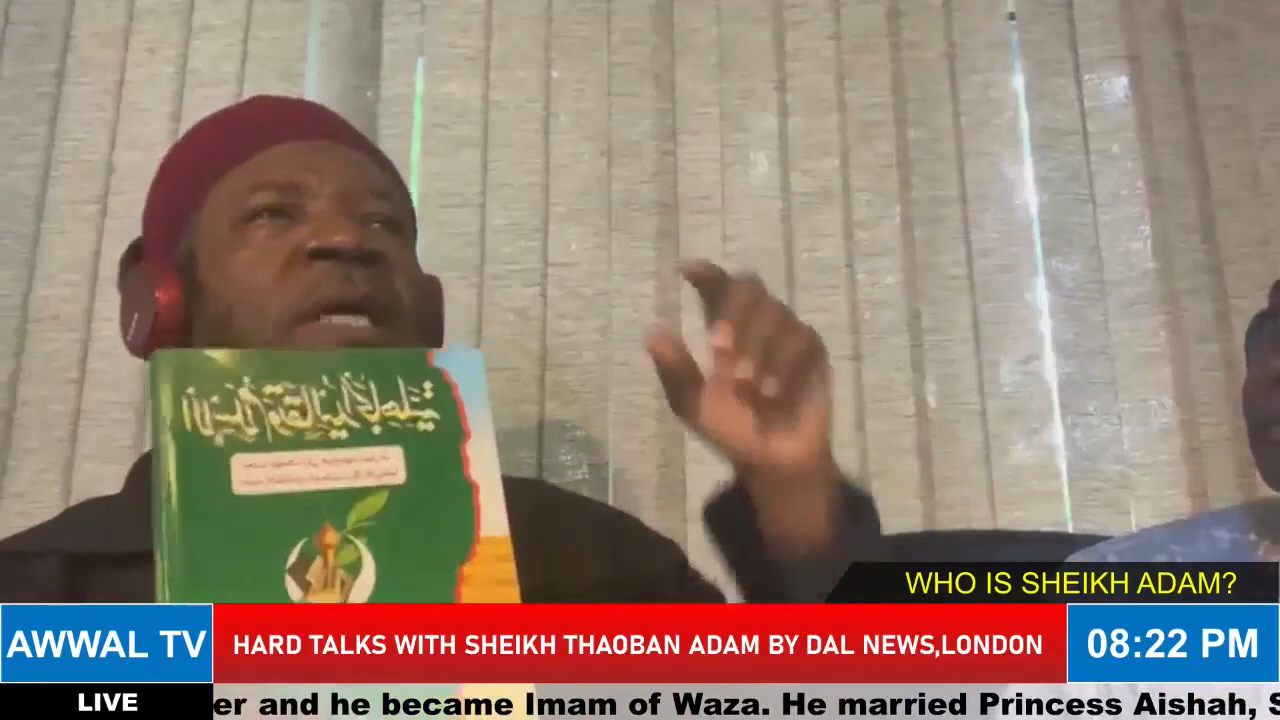 WHO IS SHEIKH ADAM?
AWWAL TV
HARD TALKS WITH SHEIKH THAOBAN ADAM BY DAL NEWS,LONDON
08:22 PM
LIVE
er and he became Imam of Waza. He married Princess Aishah, S